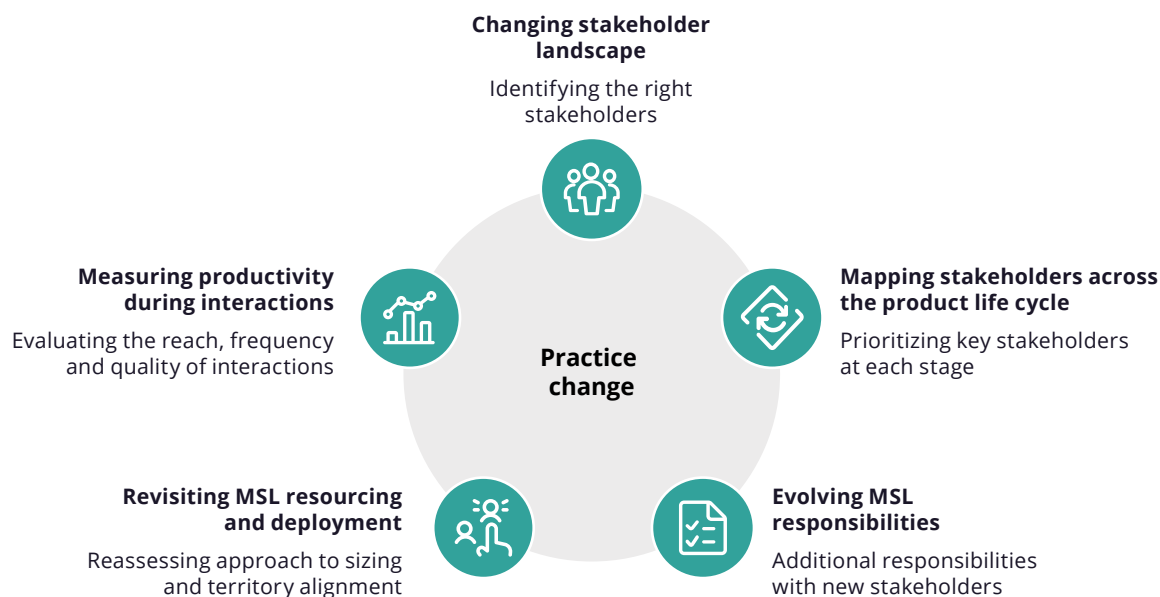 Changing stakeholder
landscape
Identifying the right
stakeholders
Mapping stakeholders across
the product life cycle
Prioritizing key stakeholders
at each stage
Evolving MSL
responsibilities
Additional responsibilities
with new stakeholders
Revisiting MSL resourcing
and deployment
Reassessing approach to sizing
and territory alignment
Measuring productivity
during interactions
Evaluating the reach, frequency
and quality of interactions
Practice
change